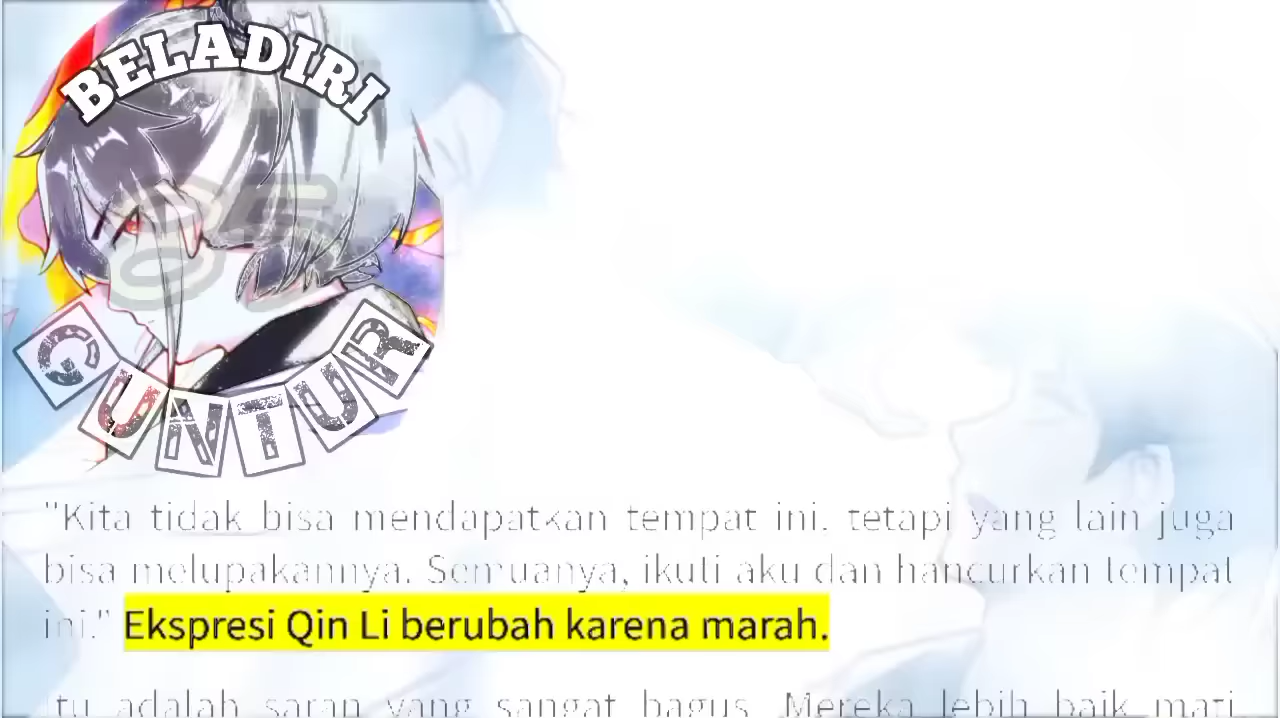 BELADIRI
85
GUNTUR
"Kita tidak bisa mendapatkan tempat ini. tetapi yang lain juga
bisa melupakannya. Semuanya, ikuti aku dan hancurkan tempat
ini." Ekspresi Qin Li berubah karena marah.
Itu adalah saran yang sangat bagus. Mereka lebih baik mati